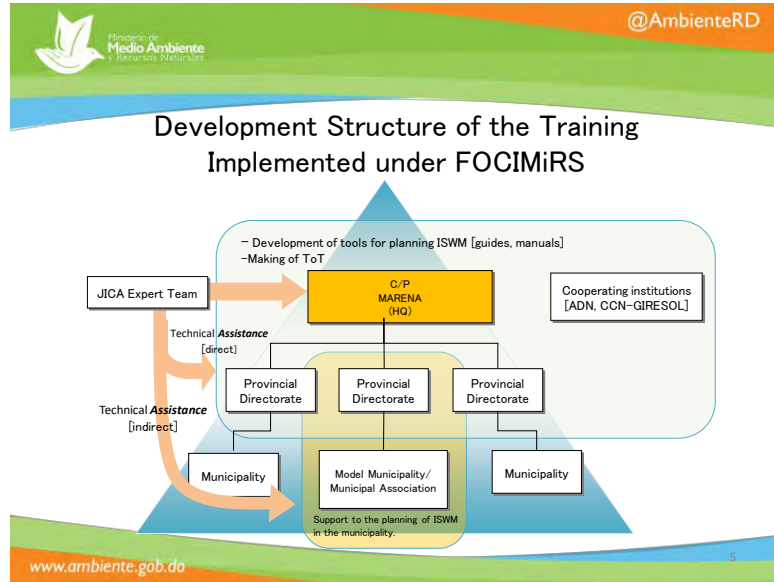 @AmbienteRD
Ministerio de
Medio Ambiente
y Recursos Naturales
Development Structure of the Training
Implemented under FOCIMiRS
- Development of tools for planning ISWM [guides, manuals]
-Making of ToT
JICA Expert Team
C/P
MARENA
(HQ)
Cooperating institutions
[ADN, CCN-GIRESOL]
Technical Assistance
[direct]
Provincial
Directorate
Provincial
Directorate
Provincial
Directorate
Technical Assistance
[indirect]
Municipality
Model Municipality/
Municipal Association
Municipality
Support to the planning of ISWM
in the municipality.
www.ambiente.gob.do
5